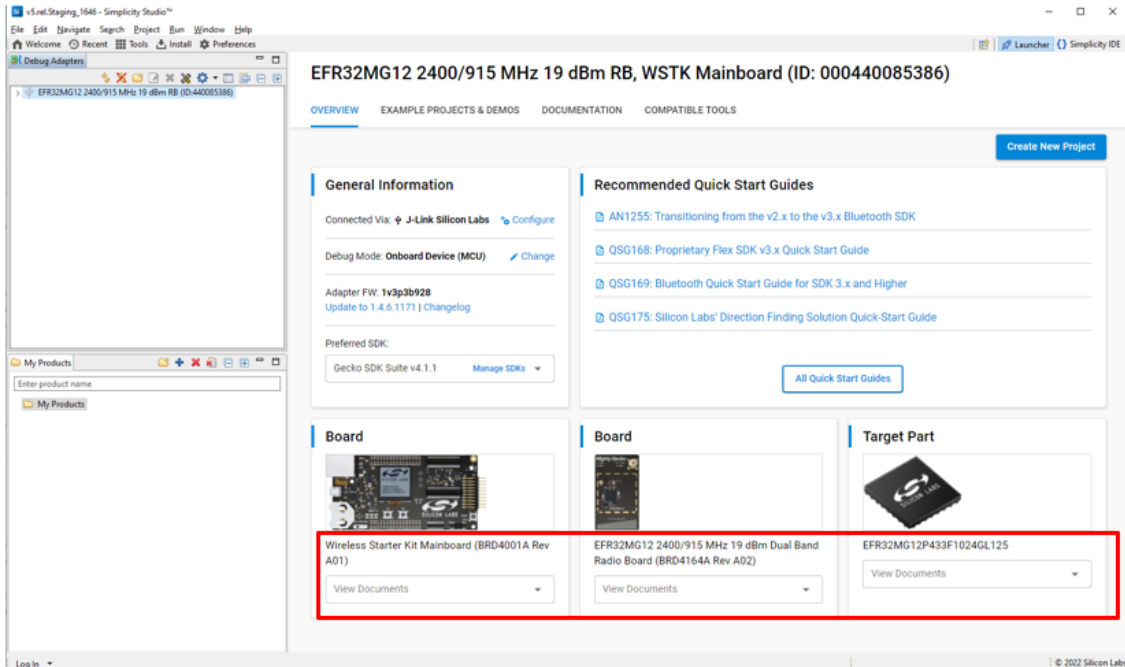 v5.rel.Staging_1646 - Simplicity Studio™
File Edit Navigate Search Project Run Window Help
Welcome Recent Tools Install Preferences
Launcher Simplicity IDE
Debug Adapters
EFR32MG12 2400/915 MHz 19 dBm RB (ID:440085386)
My Products
Enter product name
My Products
EFR32MG12 2400/915 MHz 19 dBm RB, WSTK Mainboard (ID: 000440085386)
OVERVIEW EXAMPLE PROJECTS & DEMOS DOCUMENTATION COMPATIBLE TOOLS
Create New Project
General Information
Connected Via: J-Link Silicon Labs Configure
Debug Mode: Onboard Device (MCU) Change
Adapter FW: 1v3p3b928
Update to 1.4.6.1171 | Changelog
Preferred SDK:
Gecko SDK Suite v4.1.1 Manage SDKs
Recommended Quick Start Guides
AN1255: Transitioning from the v2.x to the v3.x Bluetooth SDK
QSG168: Proprietary Flex SDK v3.x Quick Start Guide
QSG169: Bluetooth Quick Start Guide for SDK 3.x and Higher
QSG175: Silicon Labs' Direction Finding Solution Quick-Start Guide
All Quick Start Guides
Board
SILICON LABS
Wireless Starter Kit Mainboard (BRD4001A Rev
A01)
View Documents
Board
EFR32MG12 2400/915 MHz 19 dBm Dual Band
Radio Board (BRD4164A Rev A02)
View Documents
Target Part
SILICON LABS
EFR32MG12P433F1024GL125
View Documents
Log In
© 2022 Silicon Labs